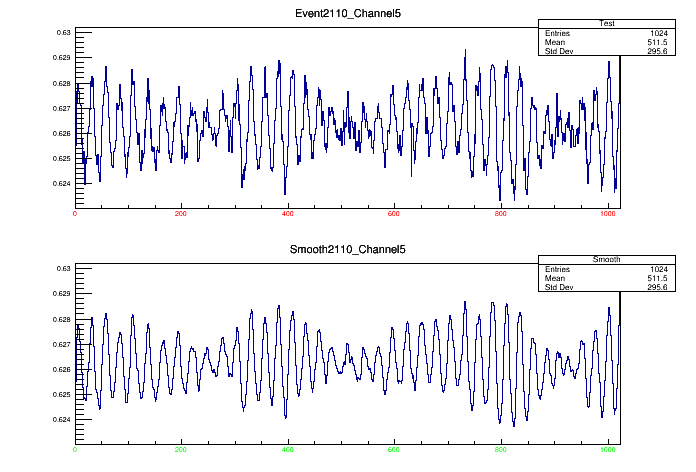 Event2110_Channel5
Test
Entries 1024
Mean 511.5
Std Dev 295.6
0.63
0.629
0.628
0.627
0.626
0.625
0.624
0 200 400 600 800 1000
Smooth2110_Channel5
Smooth
Entries 1024
Mean 511.5
Std Dev 295.6
0.63
0.629
0.628
0.627
0.626
0.625
0.624
0 200 400 600 800 1000